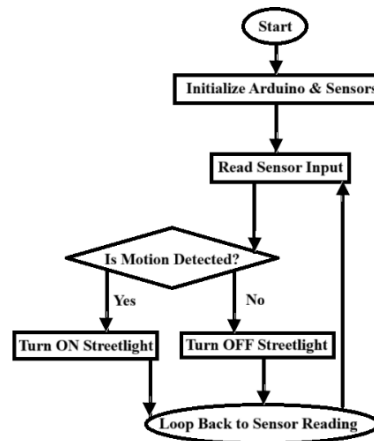 Start
Initialize Arduino & Sensors
Read Sensor Input
Is Motion Detected?
Yes
No
Turn ON Streetlight
Turn OFF Streetlight
Loop Back to Sensor Reading